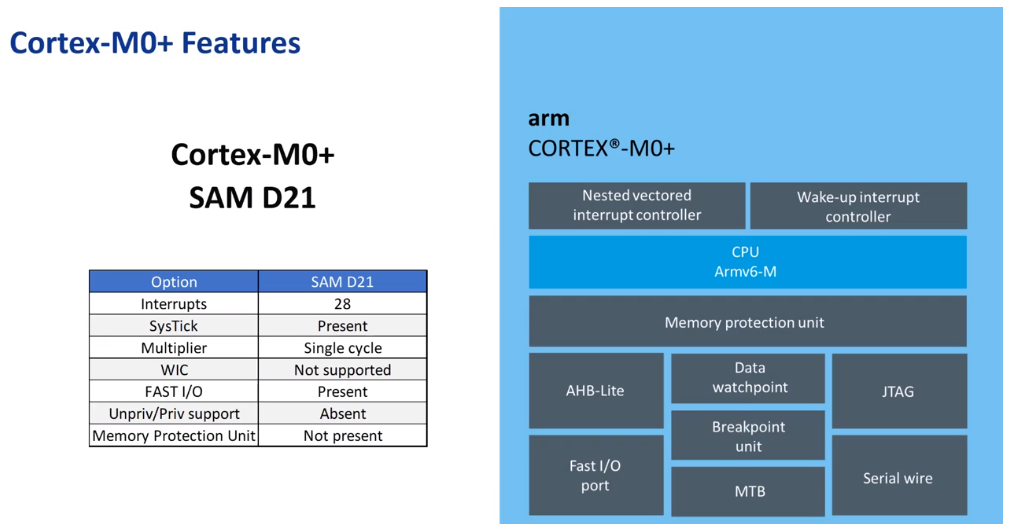 Cortex-M0+ Features
Cortex-M0+
SAM D21
Option SAM D21
Interrupts 28
SysTick Present
Multiplier Single cycle
WIC Not supported
FAST I/O Present
Unpriv/Priv support Absent
Memory Protection Unit Not present
arm
CORTEX®-M0+
Nested vectored
interrupt controller
Wake-up interrupt
controller
CPU
Armv6-M
Memory protection unit
AHB-Lite
Data
watchpoint
JTAG
Breakpoint
unit
Fast I/O
port
MTB
Serial wire